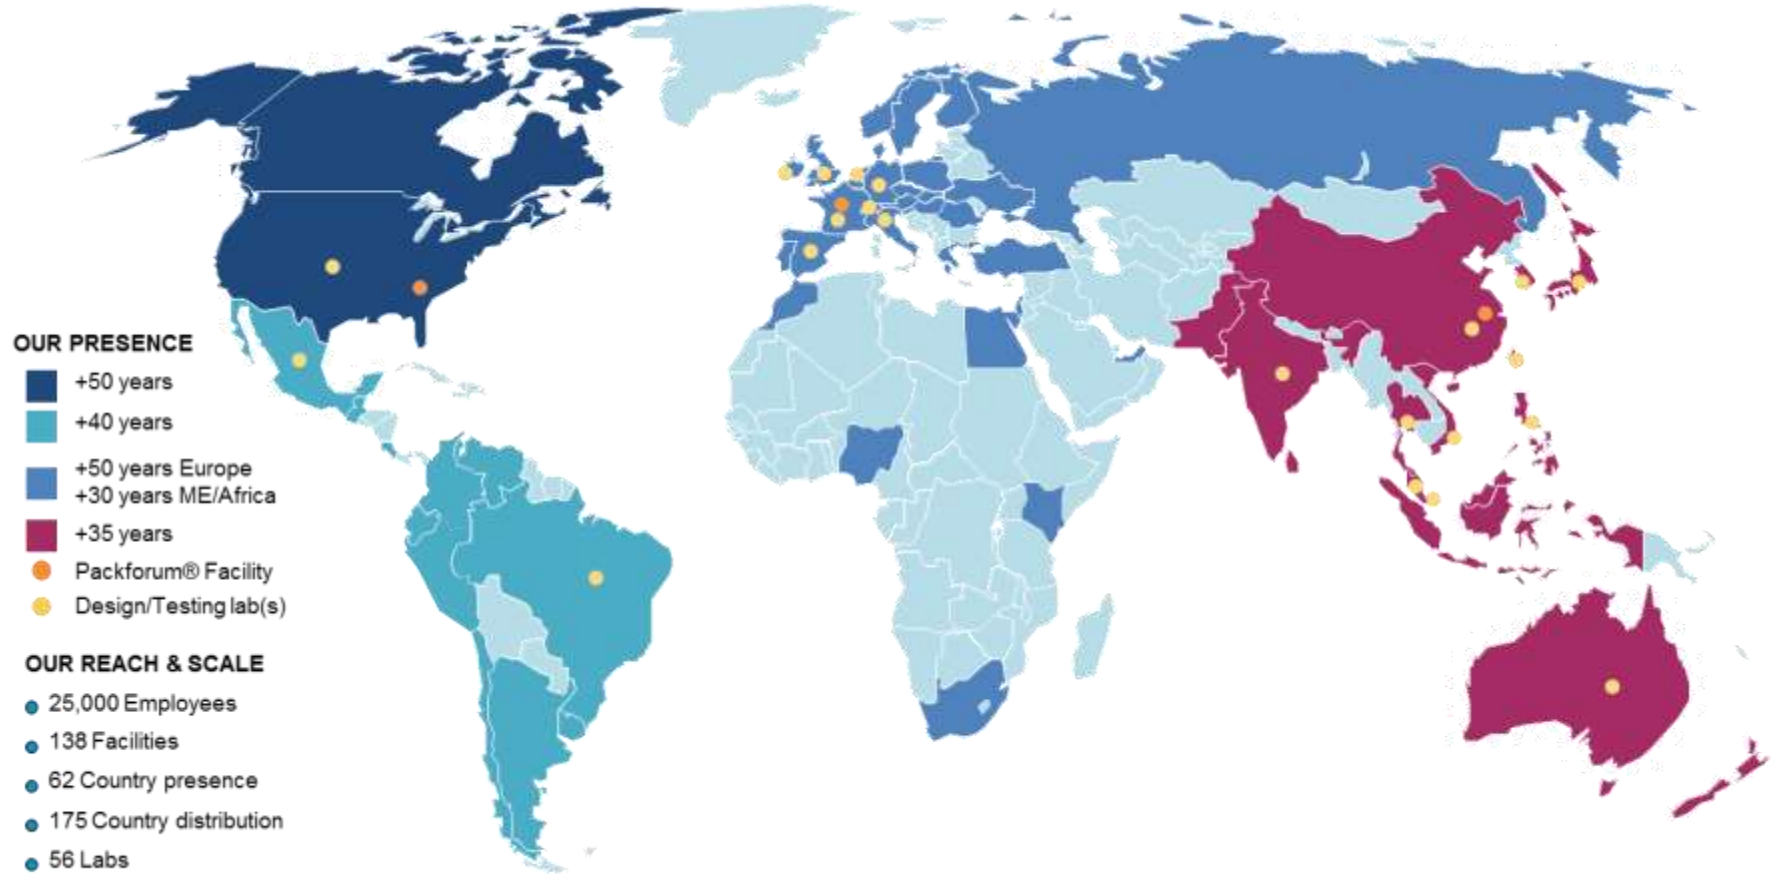 OUR PRESENCE
+50 years
+40 years
+50 years Europe
+30 years ME/Africa
+35 years
Packforum® Facility
Design/Testing lab(s)
OUR REACH & SCALE
25,000 Employees
138 Facilities
62 Country presence
175 Country distribution
56 Labs